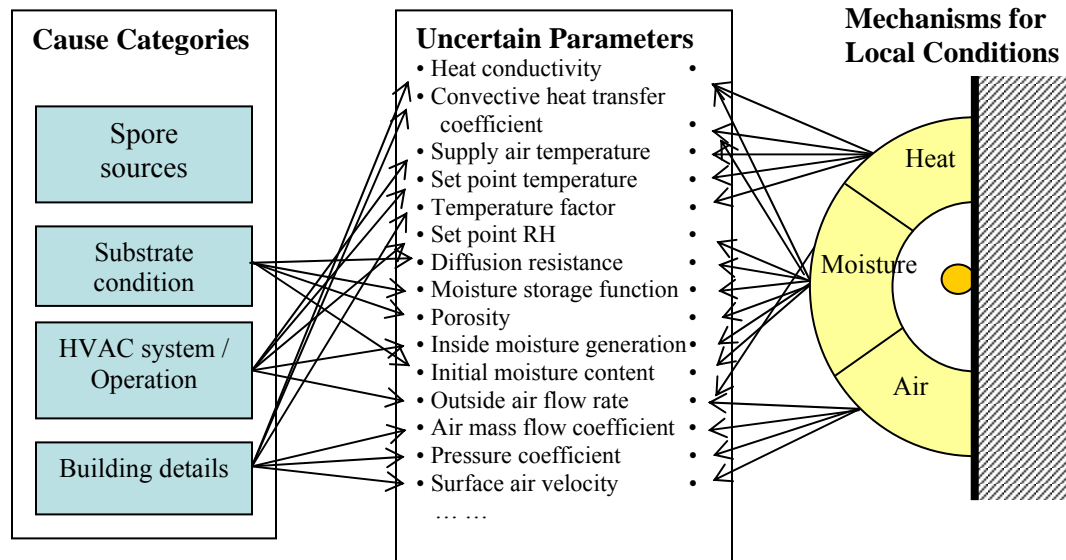 Cause Categories
Spore
sources
Substrate
condition
HVAC system /
Operation
Building details
Uncertain Parameters
• Heat conductivity •
• Convective heat transfer
coefficient •
• Supply air temperature •
• Set point temperature •
• Temperature factor •
• Set point RH •
• Diffusion resistance •
• Moisture storage function •
• Porosity •
• Inside moisture generation •
• Initial moisture content •
• Outside air flow rate •
• Air mass flow coefficient •
• Pressure coefficient •
• Surface air velocity •
… …
Mechanisms for
Local Conditions
Heat
Moisture
Air